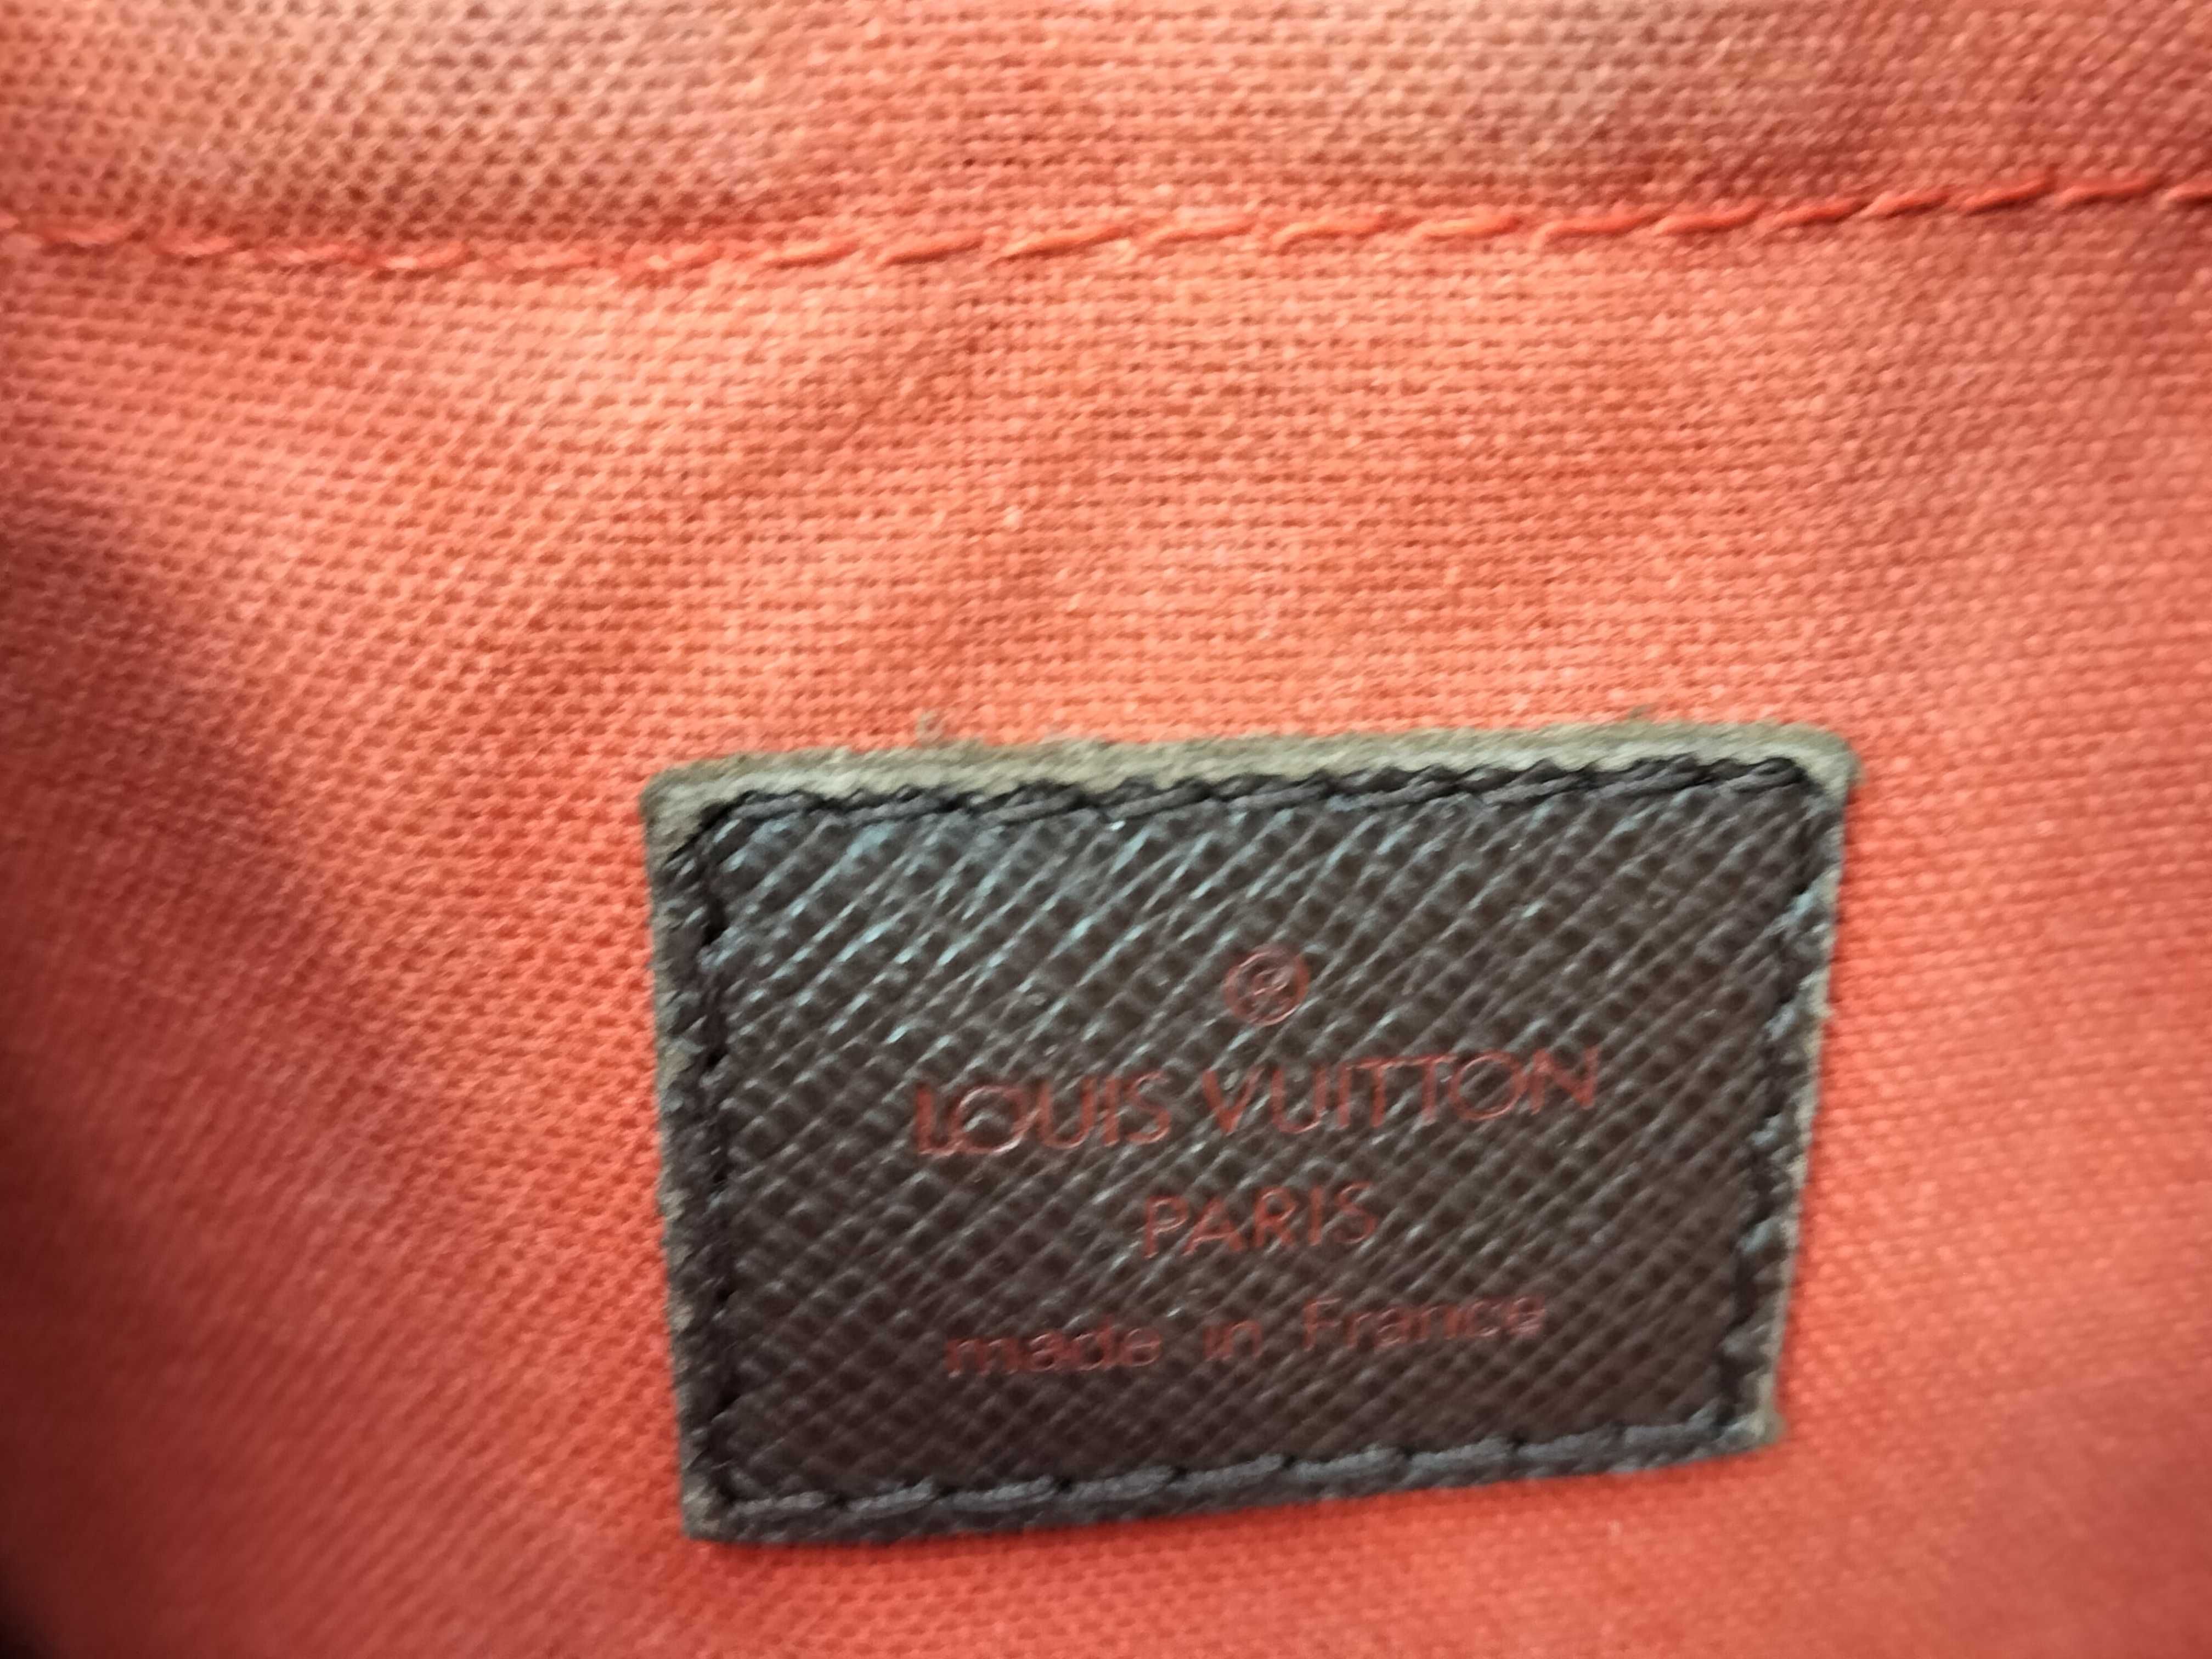 ®
LOUIS VUITTON
PARIS
made in France